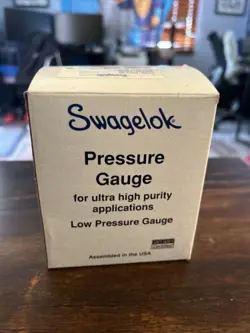 Swagelok
Pressure
Gauge
for ultra high purity
applications
Low Pressure Gauge
Assembled in the USA